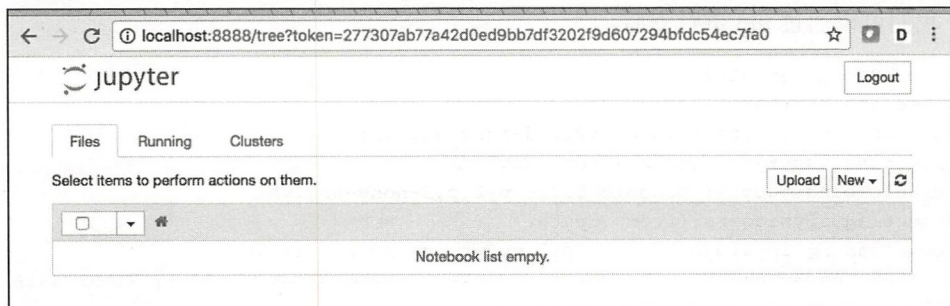 localhost:8888/tree?token=277307ab77a42d0ed9bb7df3202f9d607294bfdc54ec7fa0
D
jupyter
Logout
Files Running Clusters
Select items to perform actions on them.
Upload New
Notebook list empty.